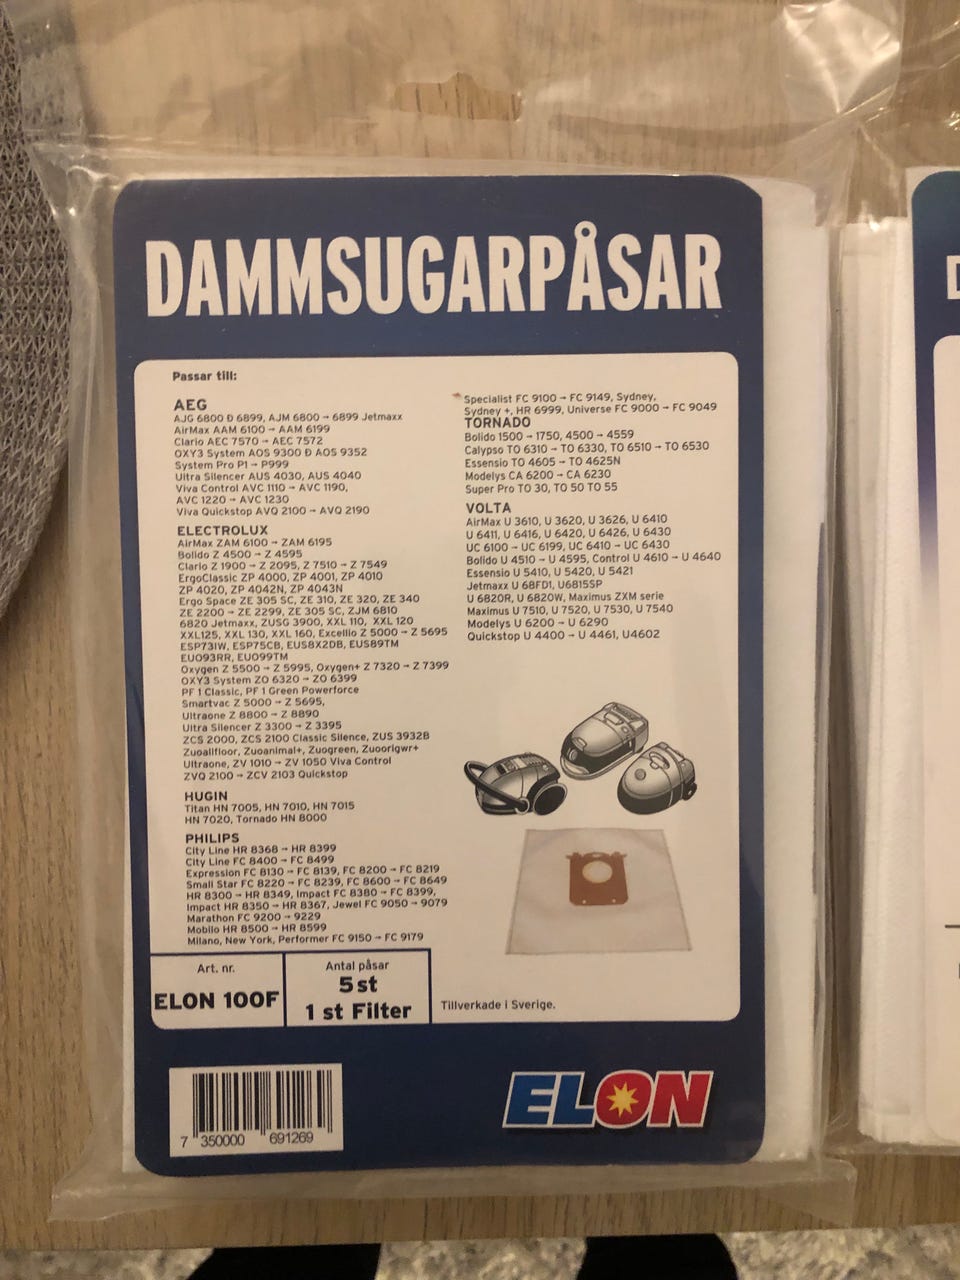 DAMMSUGARPÅSAR
Passar till:
AEG
AJG 6800 Ð 6899, AJM 6800 → 6899 Jetmaxx
AirMax AAM 6100 → AAM 6199
Clario AEC 7570 → AEC 7572
OXY3 System AOS 9300 Ð AOS 9352
System Pro P1 → P999
Ultra Silencer AUS 4030, AUS 4040
Viva Control AVC 1110 → AVC 1190,
AVC 1220 → AVC 1230
Viva Quickstop AVQ 2100 → AVQ 2190
ELECTROLUX
AirMax ZAM 6100 → ZAM 6195
Bolido Z 4500 → Z 4595
Clario Z 1900 → Z 2095, Z 7510 → Z 7549
ErgoClassic ZP 4000, ZP 4001, ZP 4010
ZP 4020, ZP 4042N, ZP 4043N
Ergo Space ZE 305 SC, ZE 310, ZE 320, ZE 340
ZE 2200 → ZE 2299, ZE 305 SC, ZJM 6810
6820 Jetmaxx, ZUSG 3900, XXL 110, XXL 120
XXL125, XXL 130, XXL 160, Excellio Z 5000 → Z 5695
ESP73IW, ESP75CB, EUS8X2DB, EUS89TM
EUO93RR, EUO99TM
Oxygen Z 5500 → Z 5995, Oxygen+ Z 7320 → Z 7399
OXY3 System ZO 6320 → ZO 6399
PF 1 Classic, PF 1 Green Powerforce
Smartvac Z 5000 → Z 5695,
Ultraone Z 8800 → Z 8890
Ultra Silencer Z 3300 → Z 3395
ZCS 2000, ZCS 2100 Classic Silence, ZUS 3932B
Zuoallfloor, Zuoanimal+, Zuogreen, Zuoorigwr+
Ultraone, ZV 1010 → ZV 1050 Viva Control
ZVQ 2100 → ZCV 2103 Quickstop
HUGIN
Titan HN 7005, HN 7010, HN 7015
HN 7020, Tornado HN 8000
PHILIPS
City Line HR 8368 → HR 8399
City Line FC 8400 → FC 8499
Expression FC 8130 → FC 8139, FC 8200 → FC 8219
Small Star FC 8220 → FC 8239, FC 8600 → FC 8649
HR 8300 → HR 8349, Impact FC 8380 → FC 8399,
Impact HR 8350 → HR 8367, Jewel FC 9050 → 9079
Marathon FC 9200 → 9229
Mobilo HR 8500 → HR 8599
Milano, New York, Performer FC 9150 → FC 9179
Specialist FC 9100 → FC 9149, Sydney,
Sydney +, HR 6999, Universe FC 9000 → FC 9049
TORNADO
Bolido 1500 → 1750, 4500 → 4559
Calypso TO 6310 → TO 6330, TO 6510 → TO 6530
Essensio TO 4605 → TO 4625N
Modelys CA 6200 → CA 6230
Super Pro TO 30, TO 50 TO 55
VOLTA
AirMax U 3610, U 3620, U 3626, U 6410
U 6411, U 6416, U 6420, U 6426, U 6430
UC 6100 → UC 6199, UC 6410 → UC 6430
Bolido U 4510 → U 4595, Control U 4610 → U 4640
Essensio U 5410, U 5420, U 5421
Jetmaxx U 68FD1, U6815SP
U 6820R, U 6820W, Maximus ZXM serie
Maximus U 7510, U 7520, U 7530, U 7540
Modelys U 6200 → U 6290
Quickstop U 4400 → U 4461, U4602
Art. nr.
ELON 100F
Antal påsar
5 st
1 st Filter
Tillverkade i Sverige.
7 350000 691269
ELON